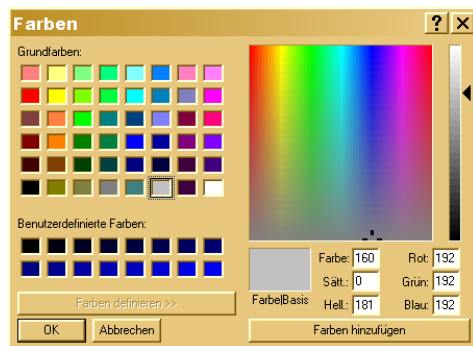 Farben
Grundfarben:
Benutzerdefinierte Farben:
Farben definieren >>
OK
Abbrechen
Farbe|Basis
Farbe: 160
Sätt.: 0
Hell.: 181
Rot: 192
Grün: 192
Blau: 192
Farben hinzufügen